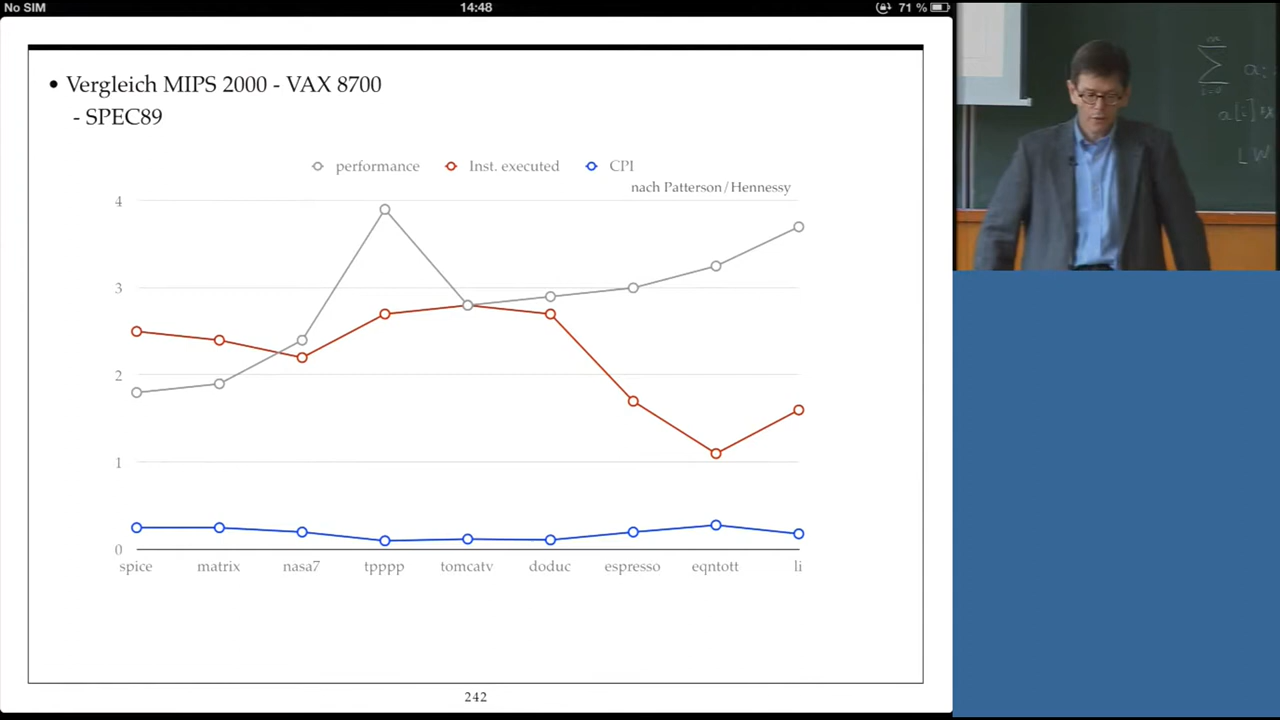 No SIM 14:48 71 %
• Vergleich MIPS 2000 - VAX 8700
- SPEC89
performance Inst. executed CPI
nach Patterson/Hennessy
4
3
2
1
0
spice matrix nasa7 tpppp tomcatv doduc espresso eqntott li
242
a[i]
LW